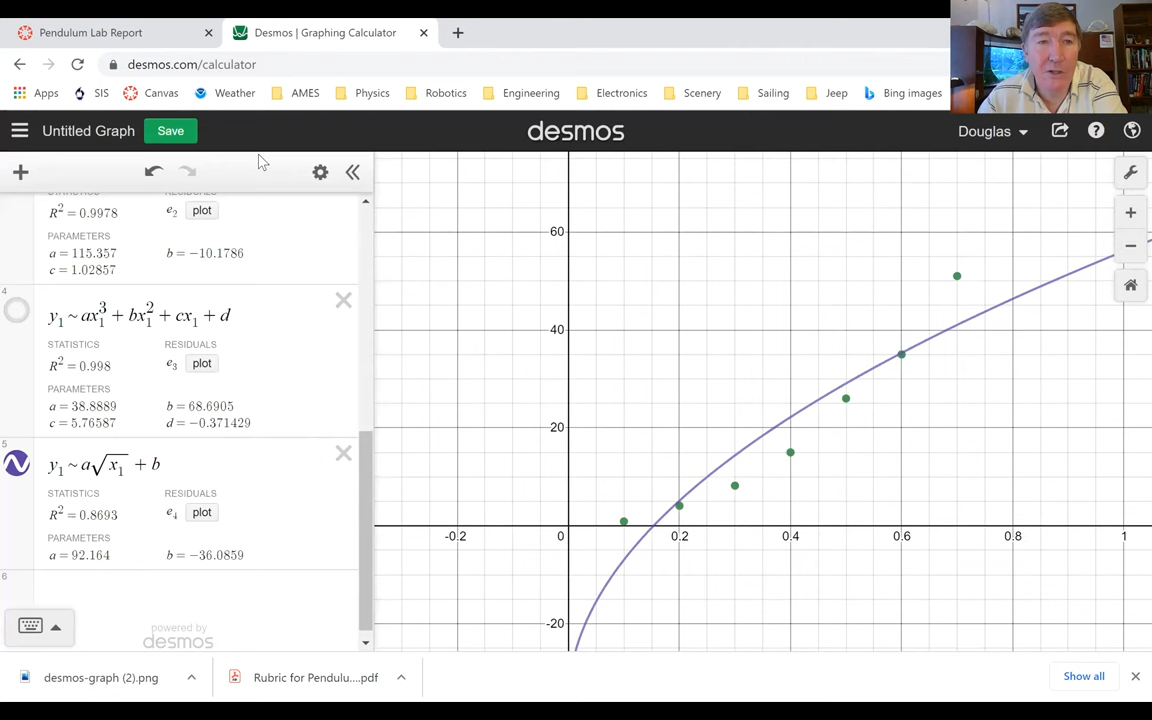 Pendulum Lab Report
Desmos | Graphing Calculator
desmos.com/calculator
Apps SIS Canvas Weather AMES Physics Robotics Engineering Electronics Scenery Sailing Jeep Bing images
Untitled Graph Save desmos Douglas
R² = 0.9978 e₂ plot
PARAMETERS
a = 115.357 b = −10.1786
c = 1.02857
4
y₁ ~ ax₁³ + bx₁² + cx₁ + d
STATISTICS RESIDUALS
R² = 0.998 e₃ plot
PARAMETERS
a = 38.8889 b = 68.6905
c = 5.76587 d = −0.371429
5
y₁ ~ a√x₁ + b
STATISTICS RESIDUALS
R² = 0.8693 e₄ plot
PARAMETERS
a = 92.164 b = −36.0859
6
powered by
desmos
60
40
20
-0.2 0 0.2 0.4 0.6 0.8 1
-20
desmos-graph (2).png Rubric for Pendulu....pdf Show all